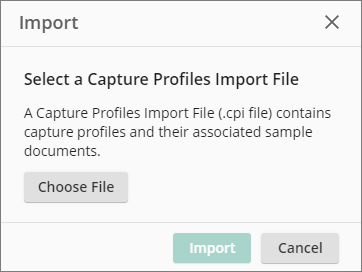 Import
Select a Capture Profiles Import File
A Capture Profiles Import File (.cpi file) contains
capture profiles and their associated sample
documents.
Choose File
Import
Cancel